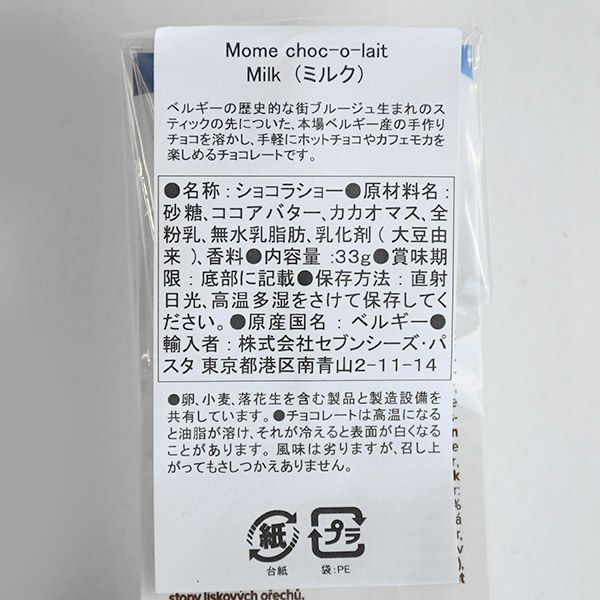 Mome choc-o-lait
Milk（ミルク）
ベルギーの歴史的な街ブルージュ生まれのス
ティックの先についた、本場ベルギー産の手作り
チョコを溶かし、手軽にホットチョコやカフェモカを
楽しめるチョコレートです。
●名称：ショコラショー●原材料名：
砂糖、ココアバター、カカオマス、全
粉乳、無水乳脂肪、乳化剤（大豆由
来）、香料●内容量：33g●賞味期
限：底部に記載●保存方法：直射
日光、高温多湿をさけて保存してく
ださい。●原産国名：ベルギー●
輸入者：株式会社セブンシーズ・パ
スタ 東京都港区南青山2-11-14
●卵、小麦、落花生を含む製品と製造設備を
共有しています。●チョコレートは高温になる
と油脂が溶け、それが冷えると表面が白くなる
ことがあります。風味は劣りますが、召し上
がってもさしつかえありません。
紙 プラ
台紙 袋：PE
stopy lískových ořechů.